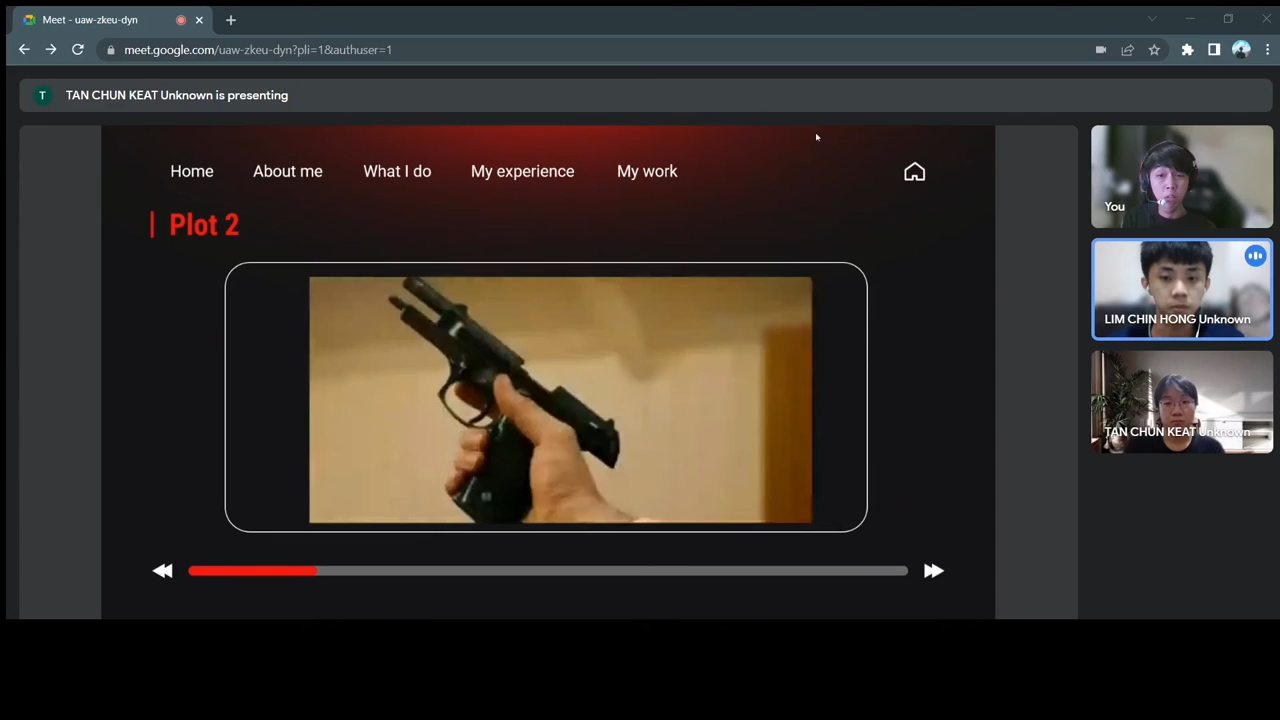 Meet - uaw-zkeu-dyn
meet.google.com/uaw-zkeu-dyn?pli=1&authuser=1
T TAN CHUN KEAT Unknown is presenting
Home About me What I do My experience My work
Plot 2
You
LIM CHIN HONG Unknown
TAN CHUN KEAT Unknown